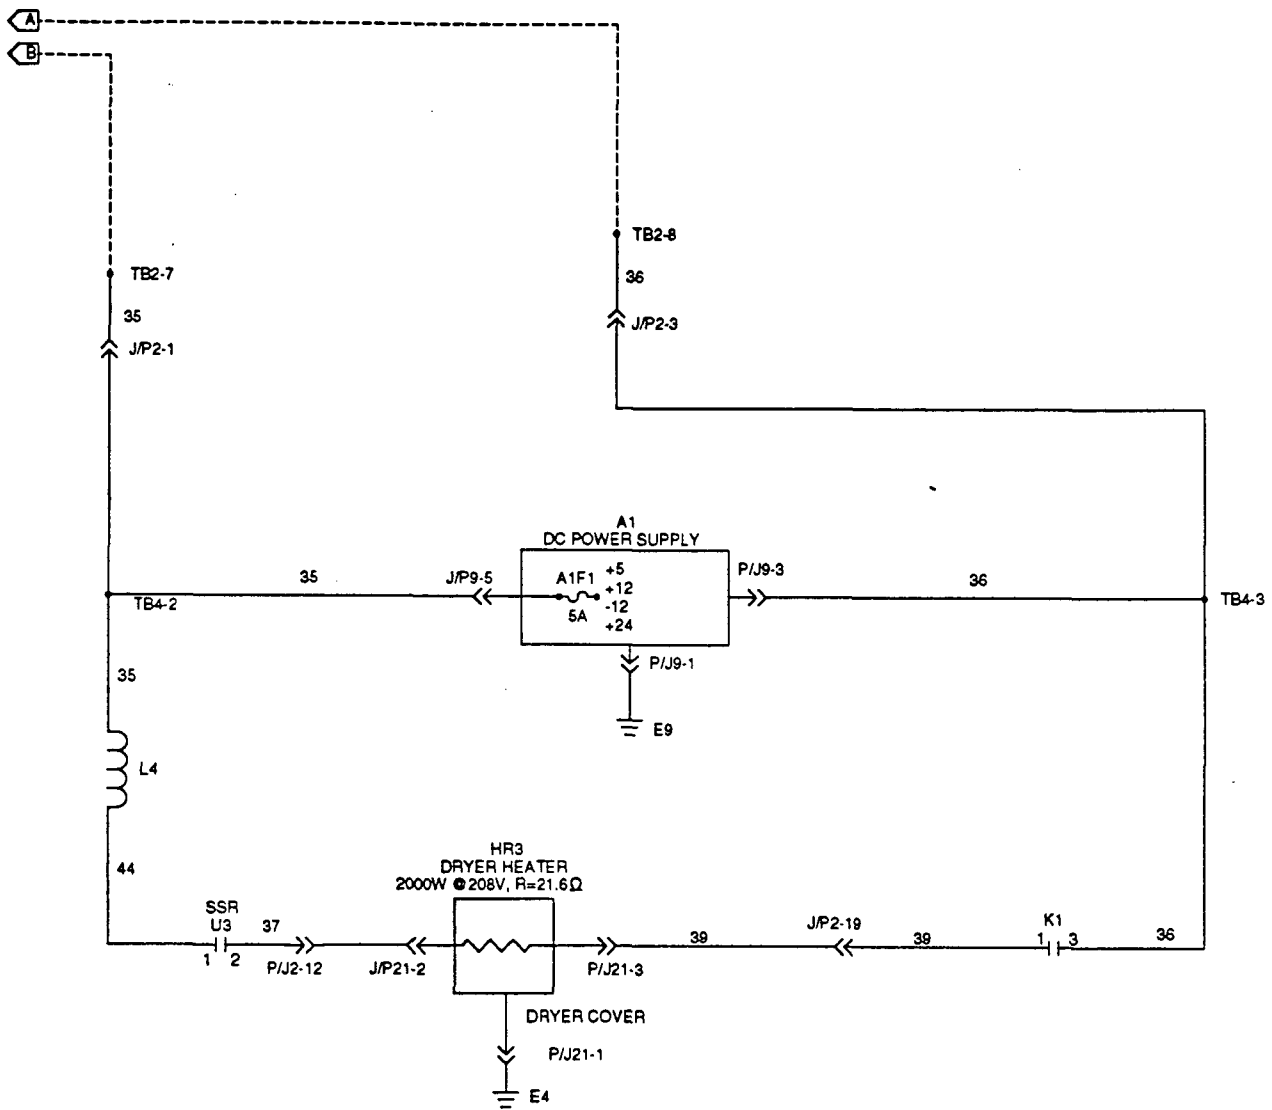 A
B
TB2-8
36
TB2-7
35
J/P2-3
J/P2-1
A1
DC POWER SUPPLY
35
J/P9-5
A1F1
5A
+5
+12
-12
+24
P/J9-3
36
TB4-2
TB4-3
P/J9-1
35
E9
L4
44
HR3
DRYER HEATER
2000W @ 208V, R=21.6Ω
SSR
U3
37
J/P2-19
K1
1 2
P/J2-12
J/P21-2
P/J21-3
39
39
1 3
36
DRYER COVER
P/J21-1
E4